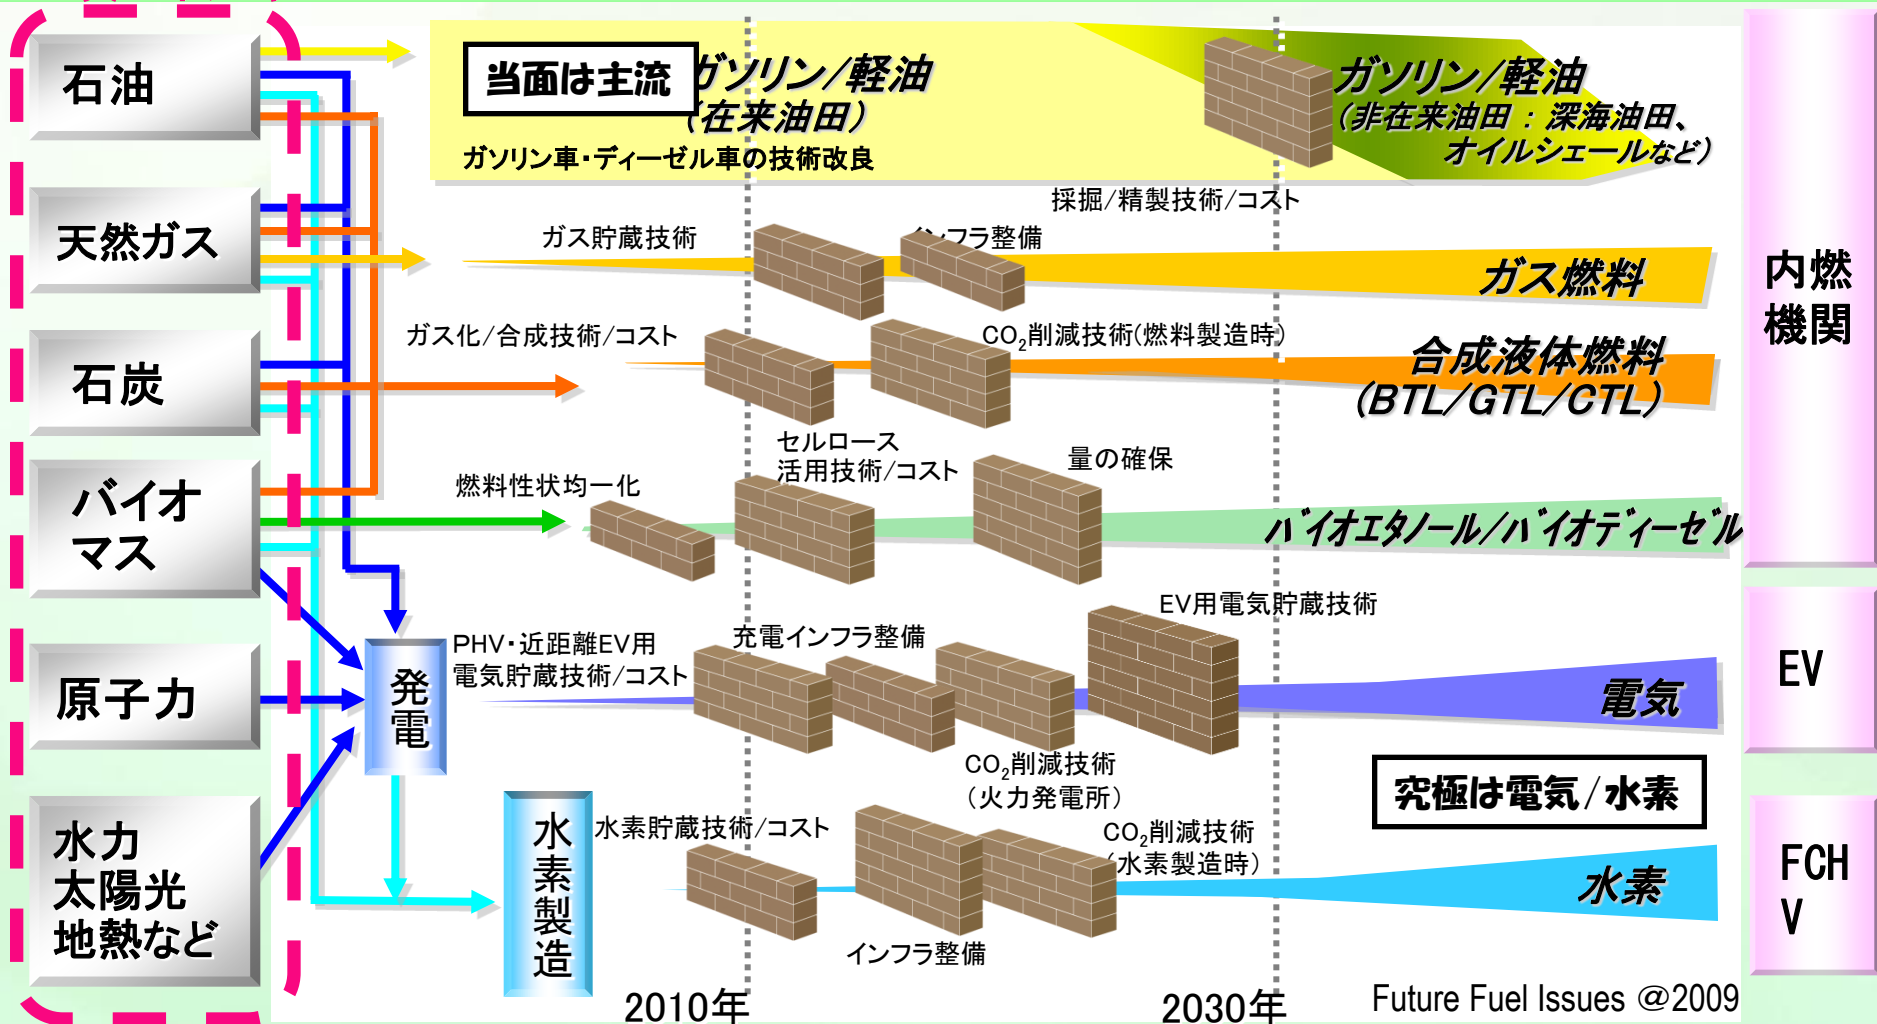 石油
天然ガス
石炭
バイオ
マス
原子力
水力
太陽光
地熱など
当面は主流
ガソリン/軽油
(在来油田)
ガソリン車・ディーゼル車の技術改良
ガソリン/軽油
(非在来油田：深海油田、
オイルシェールなど)
採掘/精製技術/コスト
ガス貯蔵技術
インフラ整備
ガス燃料
ガス化/合成技術/コスト
CO₂削減技術(燃料製造時)
合成液体燃料
(BTL/GTL/CTL)
燃料性状均一化
セルロース
活用技術/コスト
量の確保
バイオエタノール/バイオディーゼル
発電
PHV・近距離EV用
電気貯蔵技術/コスト
充電インフラ整備
EV用電気貯蔵技術
電気
CO₂削減技術
(火力発電所)
究極は電気/水素
水素製造
水素貯蔵技術/コスト
インフラ整備
CO₂削減技術
(水素製造時)
水素
内燃
機関
EV
FCH
V
2010年
2030年
Future Fuel Issues @2009